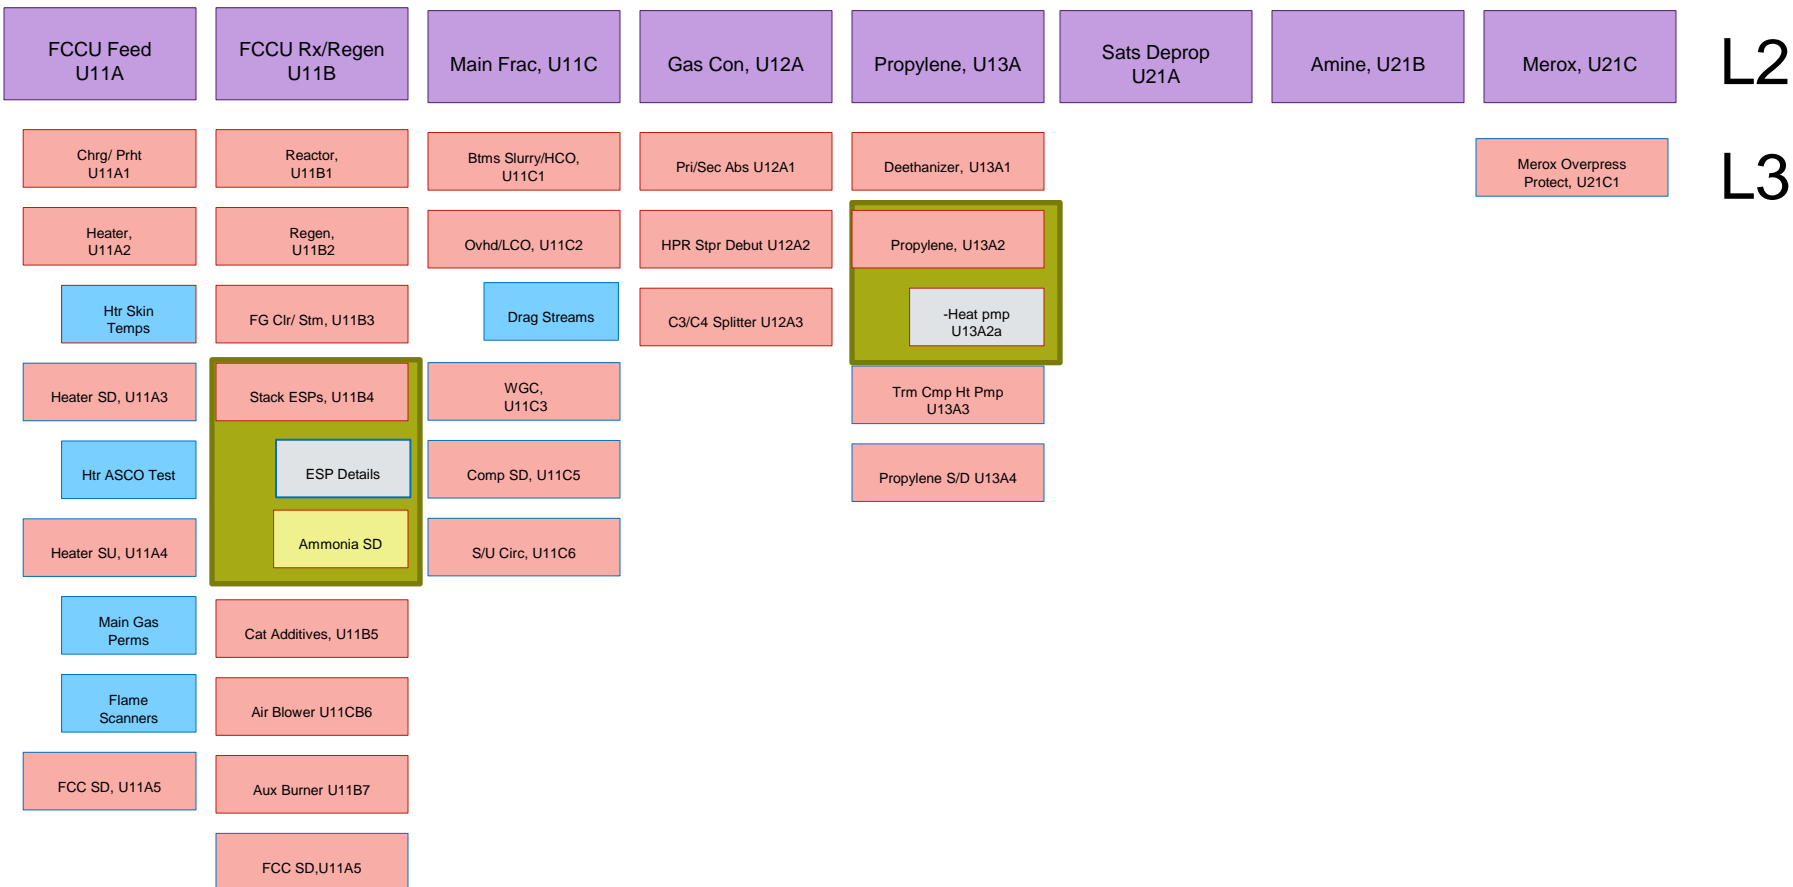 FCCU Feed
U11A
FCCU Rx/Regen
U11B
Main Frac, U11C
Gas Con, U12A
Propylene, U13A
Sats Deprop
U21A
Amine, U21B
Merox, U21C
L2
Chrg/ Prht
U11A1
Reactor,
U11B1
Btms Slurry/HCO,
U11C1
Pri/Sec Abs U12A1
Deethanizer, U13A1
Merox Overpress
Protect, U21C1
L3
Heater,
U11A2
Regen,
U11B2
Ovhd/LCO, U11C2
HPR Stpr Debut U12A2
Propylene, U13A2
Htr Skin
Temps
FG Clr/ Stm, U11B3
Drag Streams
C3/C4 Splitter U12A3
-Heat pmp
U13A2a
Heater SD, U11A3
Stack ESPs, U11B4
WGC,
U11C3
Trm Cmp Ht Pmp
U13A3
Htr ASCO Test
ESP Details
Comp SD, U11C5
Propylene S/D U13A4
Heater SU, U11A4
Ammonia SD
S/U Circ, U11C6
Main Gas
Perms
Cat Additives, U11B5
Flame
Scanners
Air Blower U11CB6
FCC SD, U11A5
Aux Burner U11B7
FCC SD,U11A5